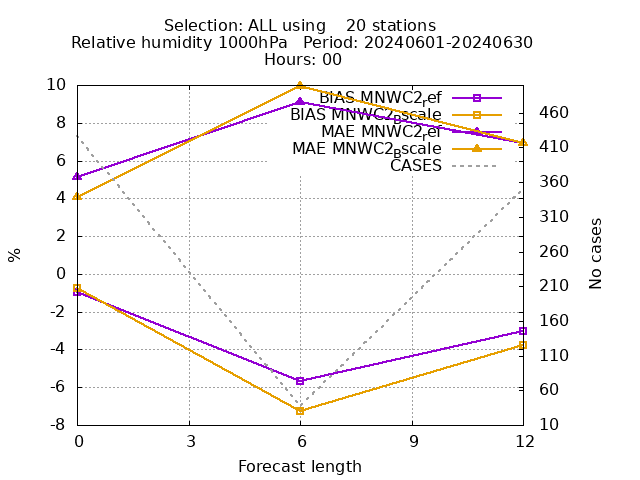 Selection: ALL using    20 stations
Relative humidity 1000hPa   Period: 20240601-20240630
Hours: 00
BIAS MNWC2_ref
BIAS MNWC2_Bscale
MAE MNWC2_ref
MAE MNWC2_Bscale
CASES
10
8
6
4
2
0
-2
-4
-6
-8
%
460
410
360
310
260
210
160
110
60
10
No cases
0 3 6 9 12
Forecast length